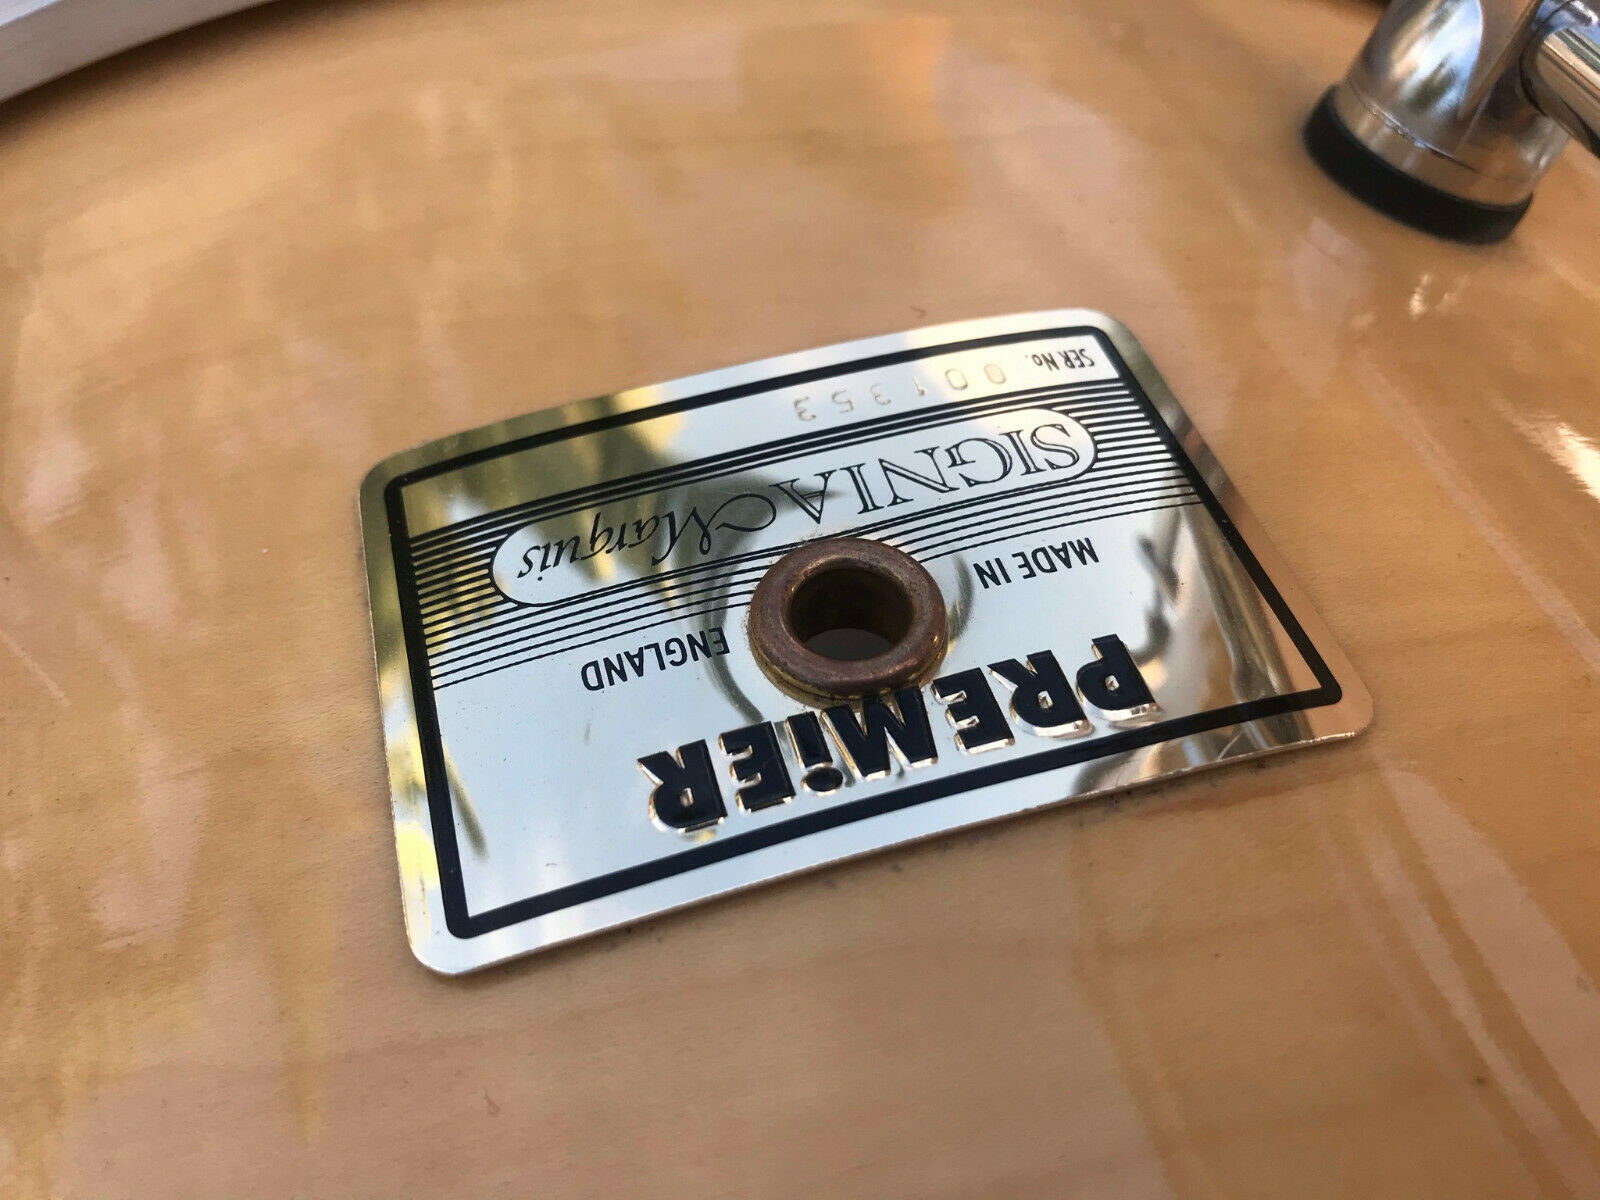 PREMiER
MADE IN ENGLAND
SIGNIA Marquis
SER No. 001353